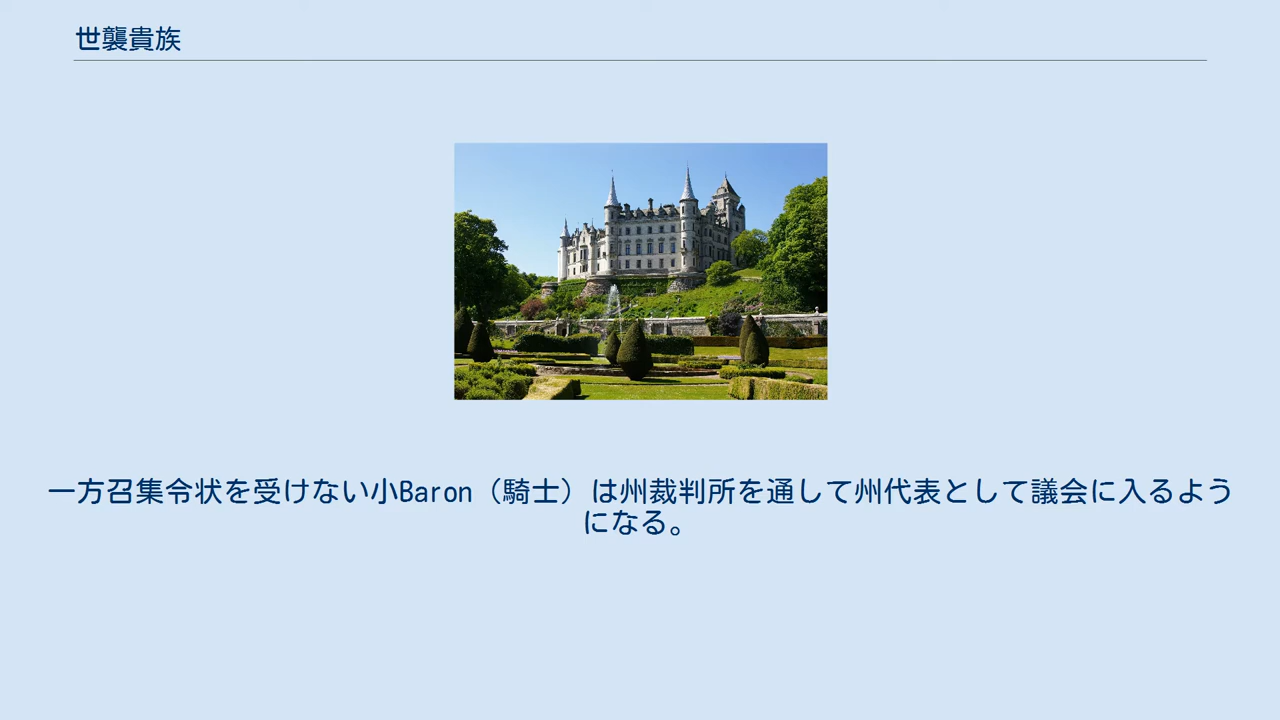 世襲貴族
一方召集令状を受けない小Baron（騎士）は州裁判所を通して州代表として議会に入るよう
になる。